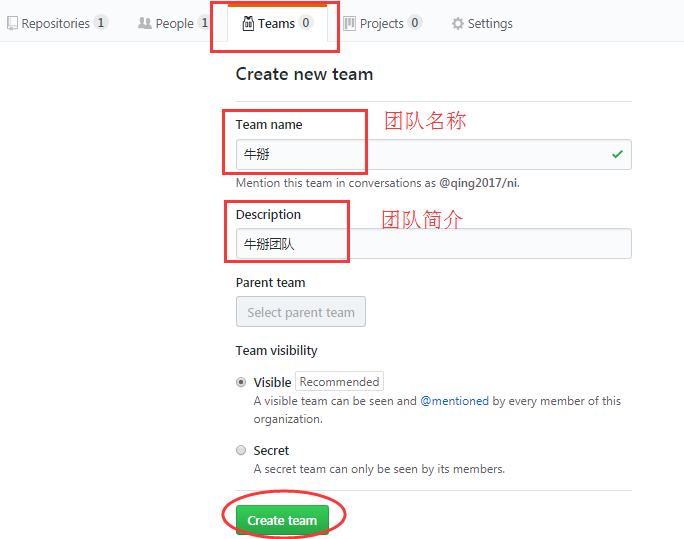 Repositories 1 People 1 Teams 0 Projects 0 Settings
Create new team
Team name 团队名称
牛掰
Mention this team in conversations as @qing2017/ni.
Description 团队简介
牛掰团队
Parent team
Select parent team
Team visibility
Visible Recommended
A visible team can be seen and @mentioned by every member of this
organization.
Secret
A secret team can only be seen by its members.
Create team